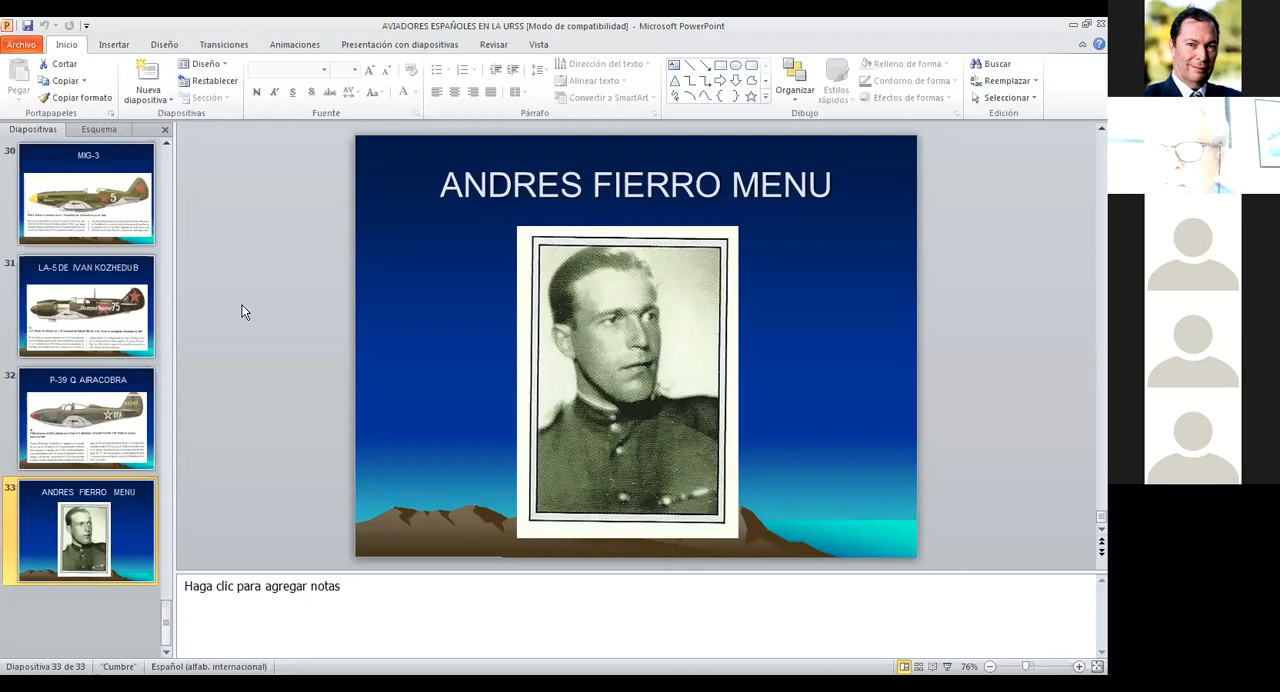 AVIADORES ESPAÑOLES EN LA URSS [Modo de compatibilidad] - Microsoft PowerPoint
Archivo Inicio Insertar Diseño Transiciones Animaciones Presentación con diapositivas Revisar Vista
Pegar
Cortar
Copiar
Copiar formato
Portapapeles
Nueva
diapositiva
Diseño
Restablecer
Sección
Diapositivas
N K S S abc AV Aa A
Fuente
Párrafo
Dirección del texto
Alinear texto
Convertir a SmartArt
Organizar
Estilos
rápidos
Relleno de forma
Contorno de forma
Efectos de formas
Dibujo
Buscar
Reemplazar
Seleccionar
Edición
Diapositivas Esquema
30
MIG-3
31
LA-5 DE IVAN KOZHEDUB
75
32
P-39 Q AIRACOBRA
33
ANDRES FIERRO MENU
ANDRES FIERRO MENU
Haga clic para agregar notas
Diapositiva 33 de 33 "Cumbre" Español (alfab. internacional) 76%